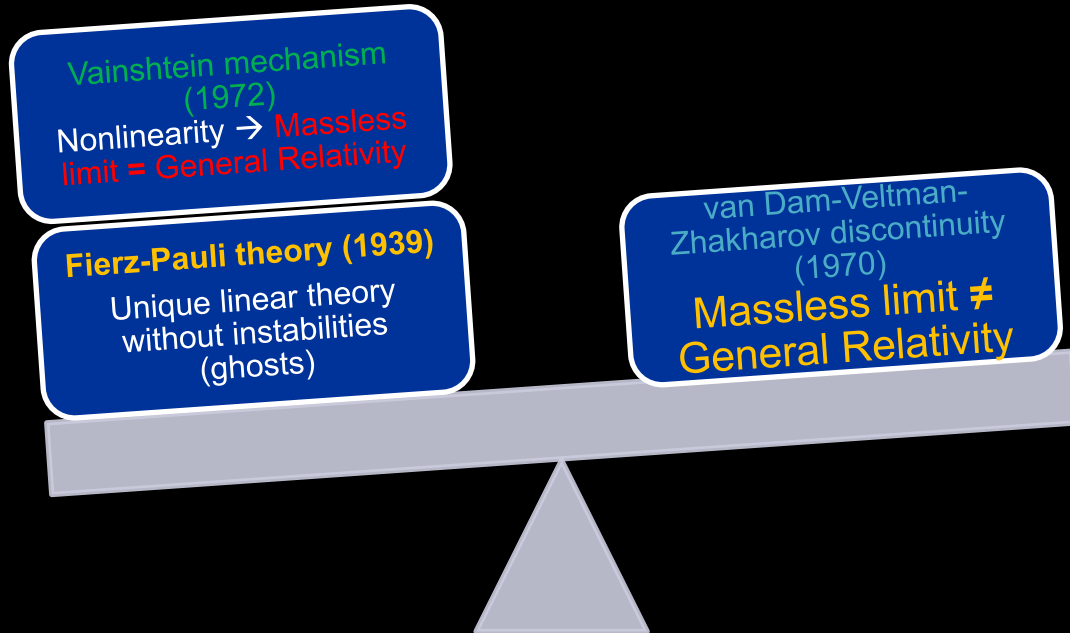 Vainshtein mechanism
(1972)
Nonlinearity → Massless
limit = General Relativity
Fierz-Pauli theory (1939)
Unique linear theory
without instabilities
(ghosts)
van Dam-Veltman-
Zhakharov discontinuity
(1970)
Massless limit ≠
General Relativity